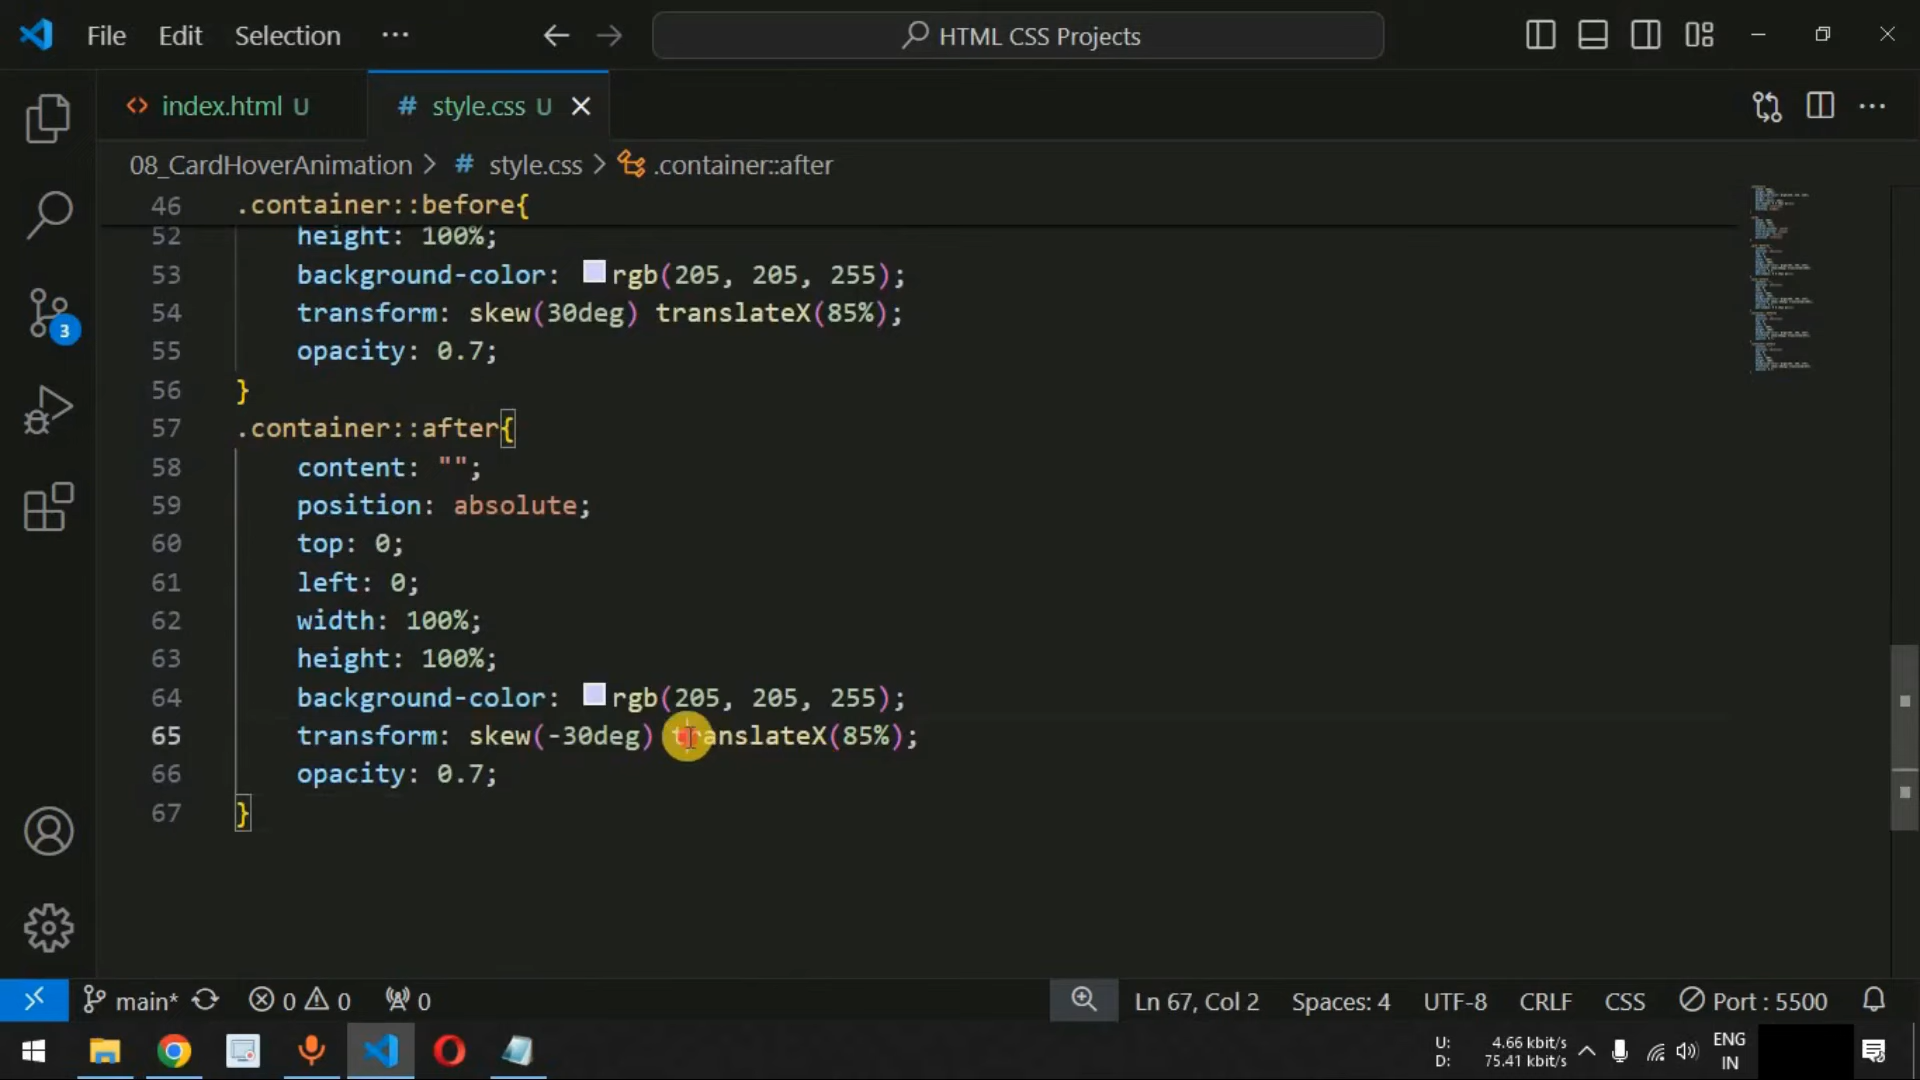 File Edit Selection ··· HTML CSS Projects
index.html U # style.css U
08_CardHoverAnimation > # style.css > .container::after
46 .container::before{
52 height: 100%;
53 background-color: rgb(205, 205, 255);
54 transform: skew(30deg) translateX(85%);
55 opacity: 0.7;
56 }
57 .container::after{
58 content: "";
59 position: absolute;
60 top: 0;
61 left: 0;
62 width: 100%;
63 height: 100%;
64 background-color: rgb(205, 205, 255);
65 transform: skew(-30deg) translateX(85%);
66 opacity: 0.7;
67 }
3
main* 0 0 0 Ln 67, Col 2 Spaces: 4 UTF-8 CRLF CSS Port : 5500
U: 4.66 kbit/s
D: 75.41 kbit/s
ENG
IN